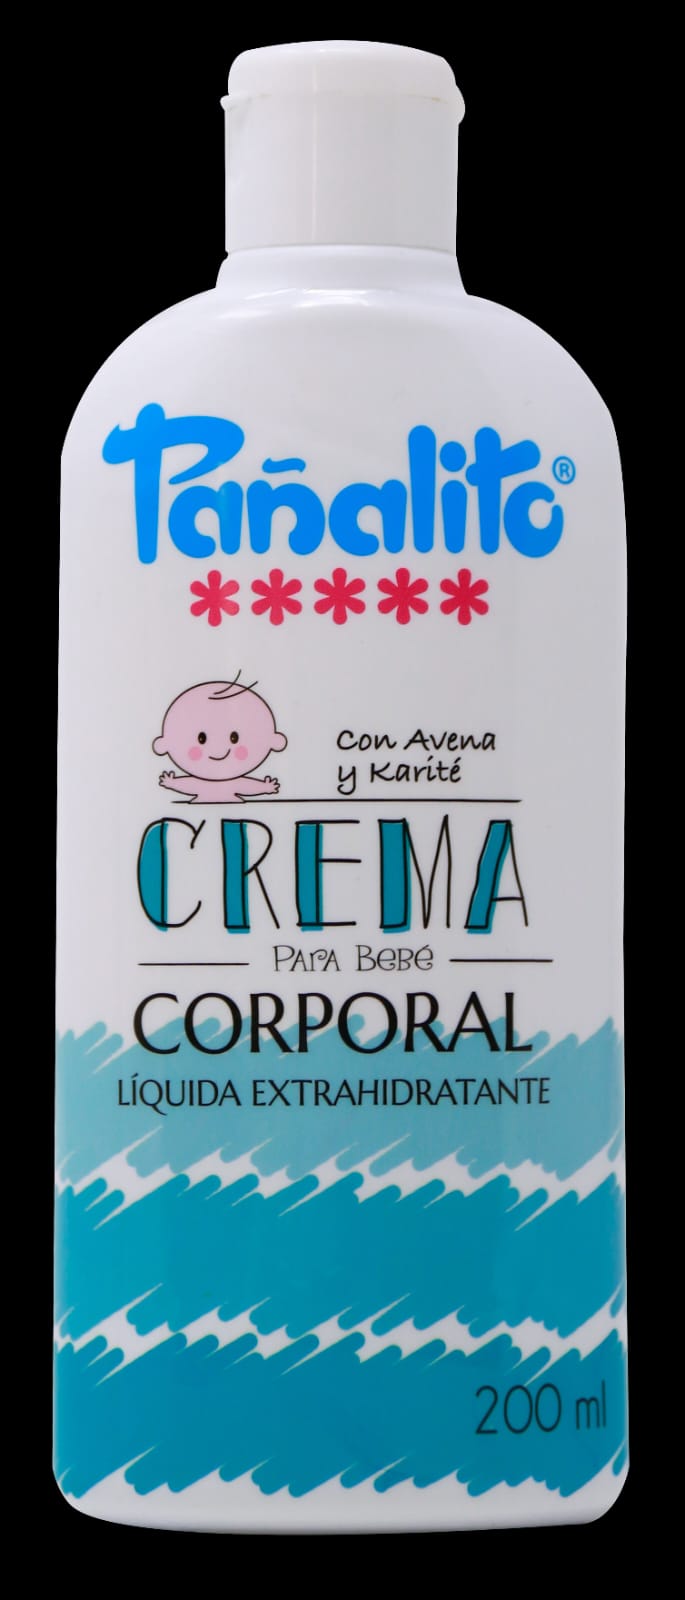 Pañalito®
*****
Con Avena
y Karité
CREMA
PARA BEBÉ
CORPORAL
LÍQUIDA EXTRAHIDRATANTE
200 ml